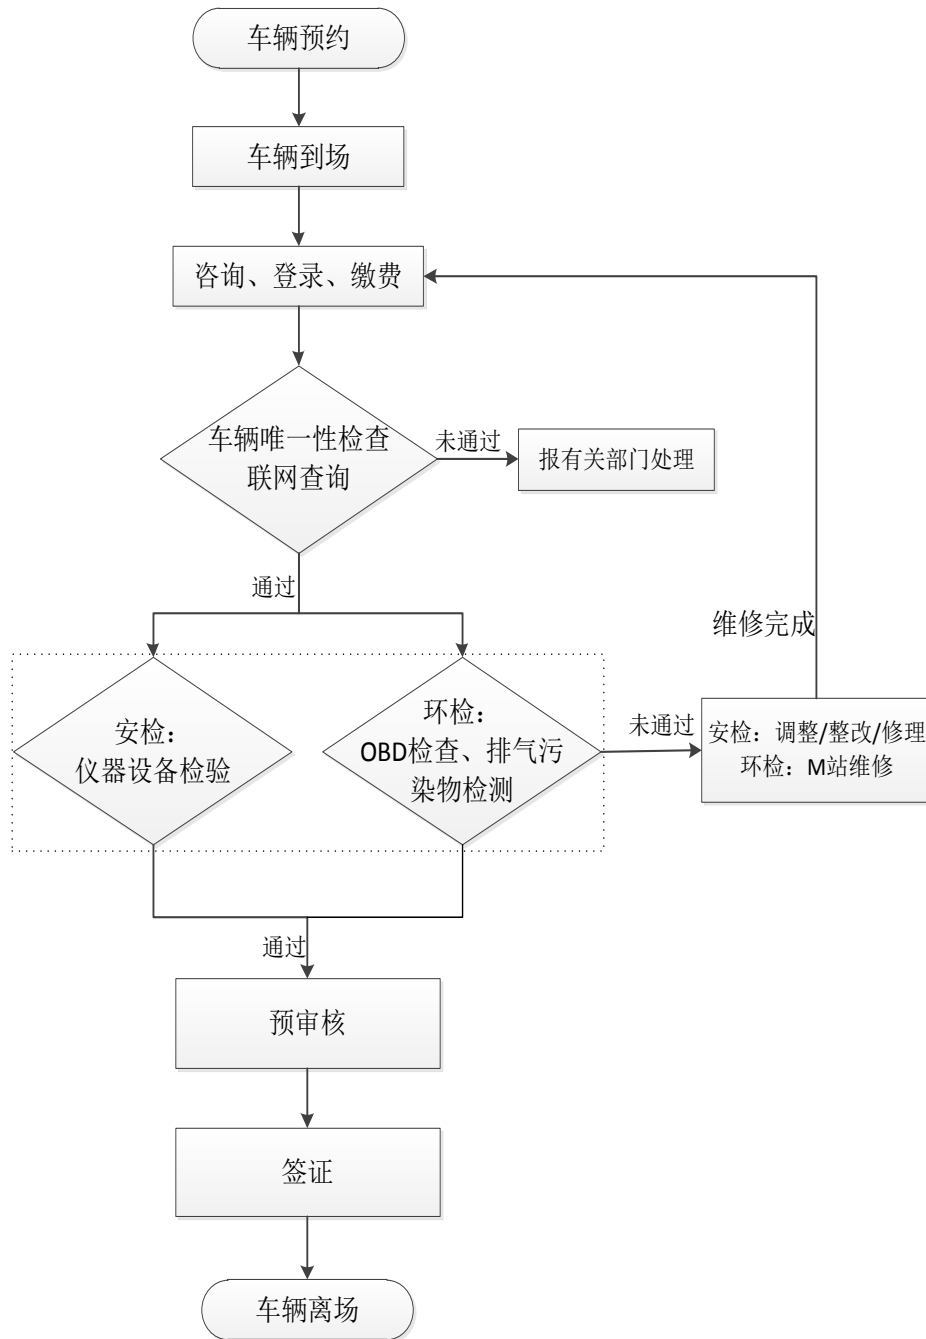 车辆预约
车辆到场
咨询、登录、缴费
车辆唯一性检查
联网查询
未通过
报有关部门处理
通过
维修完成
安检：
仪器设备检验
环检：
OBD检查、排气污
染物检测
未通过
安检：调整/整改/修理
环检：M站维修
通过
预审核
签证
车辆离场